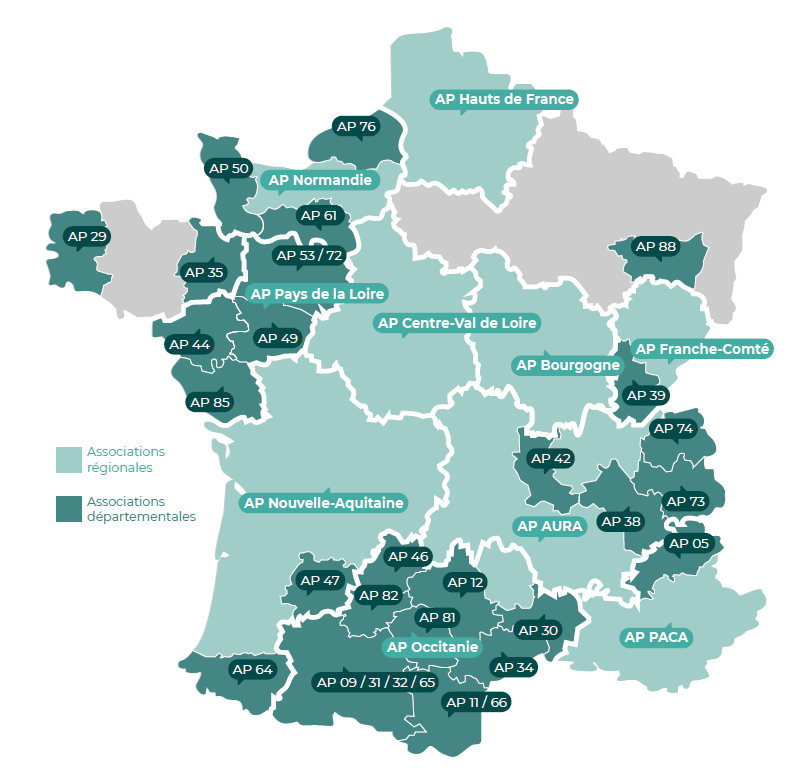 AP Hauts de France
AP 76
AP 50
AP Normandie
AP 61
AP 29
AP 35
AP 53 / 72
AP 88
AP Pays de la Loire
AP Centre-Val de Loire
AP 44
AP 49
AP Franche-Comté
AP Bourgogne
AP 85
AP 39
AP 74
Associations
régionales
AP 42
Associations
départementales
AP Nouvelle-Aquitaine
AP 73
AP AURA
AP 38
AP 05
AP 46
AP 47
AP 12
AP 82
AP 81
AP 30
AP PACA
AP Occitanie
AP 64
AP 34
AP 09 / 31 / 32 / 65
AP 11 / 66